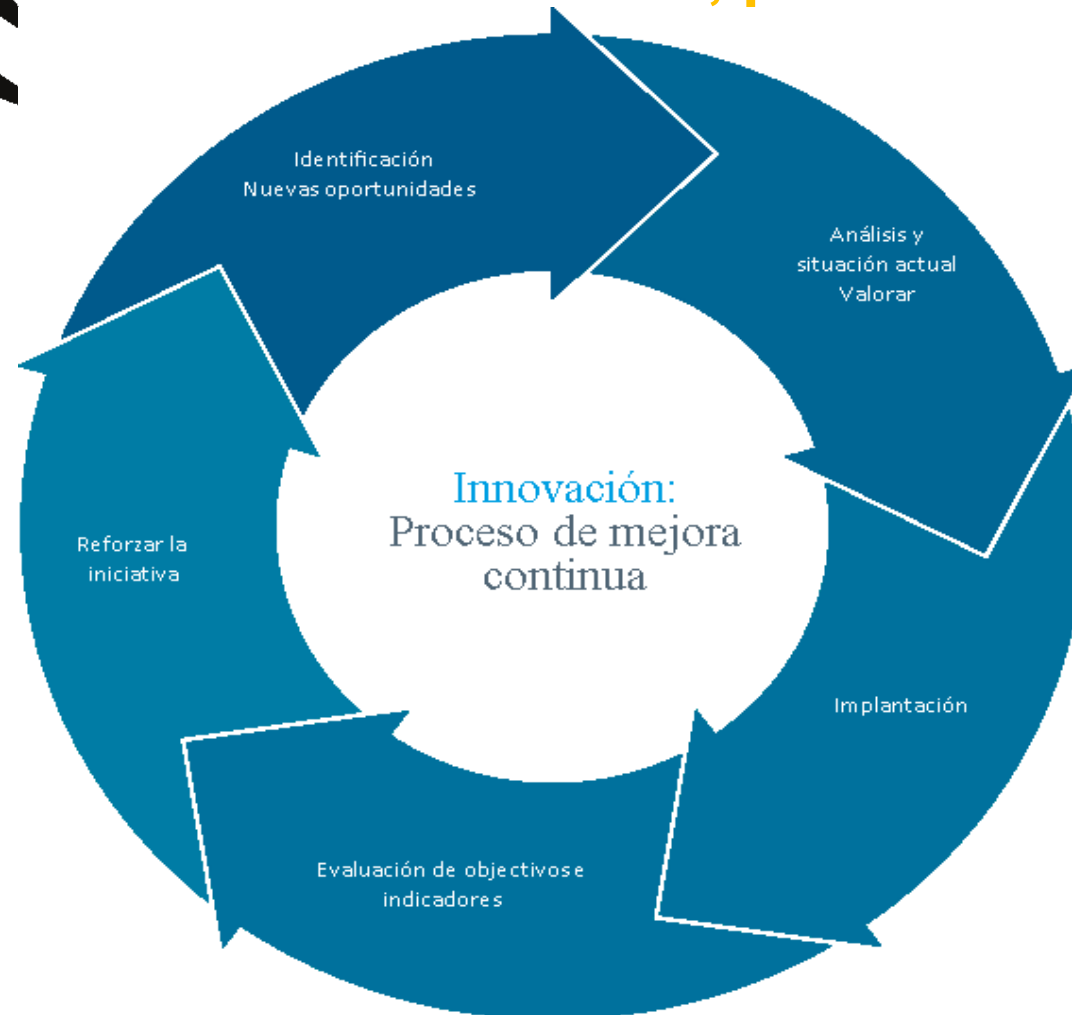 Identificación
Nuevas oportunidades
Análisis y
situación actual
Valorar
Innovación:
Proceso de mejora
continua
Reforzar la
iniciativa
Implantación
Evaluación de objectivose
indicadores